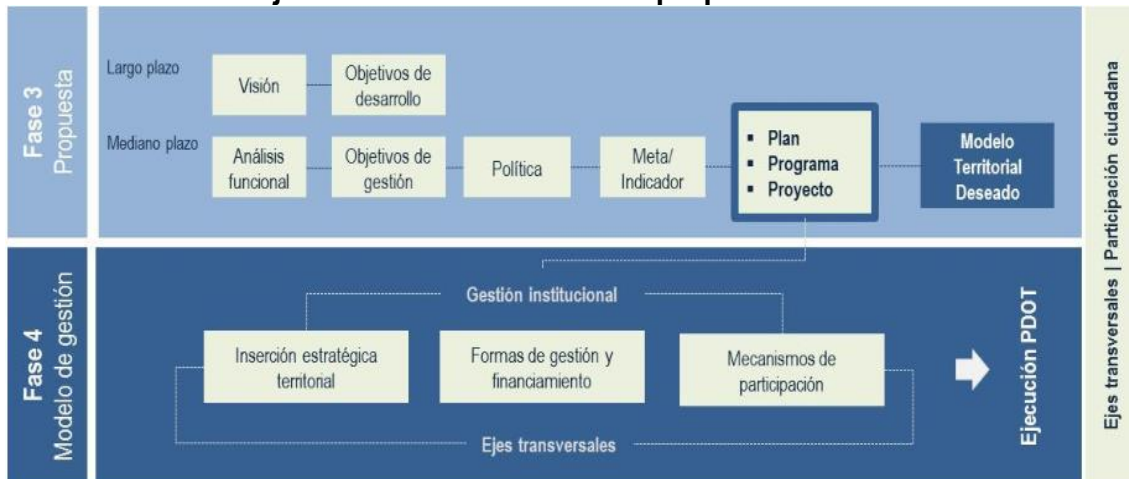 Fase 3
Propuesta
Largo plazo
Visión
Objetivos de
desarrollo
Mediano plazo
Análisis
funcional
Objetivos de
gestión
Política
Meta/
Indicador
▪ Plan
▪ Programa
▪ Proyecto
Modelo
Territorial
Deseado
Fase 4
Modelo de gestión
Gestión institucional
Inserción estratégica
territorial
Formas de gestión y
financiamiento
Mecanismos de
participación
Ejes transversales
Ejecución PDOT
Ejes transversales | Participación ciudadana